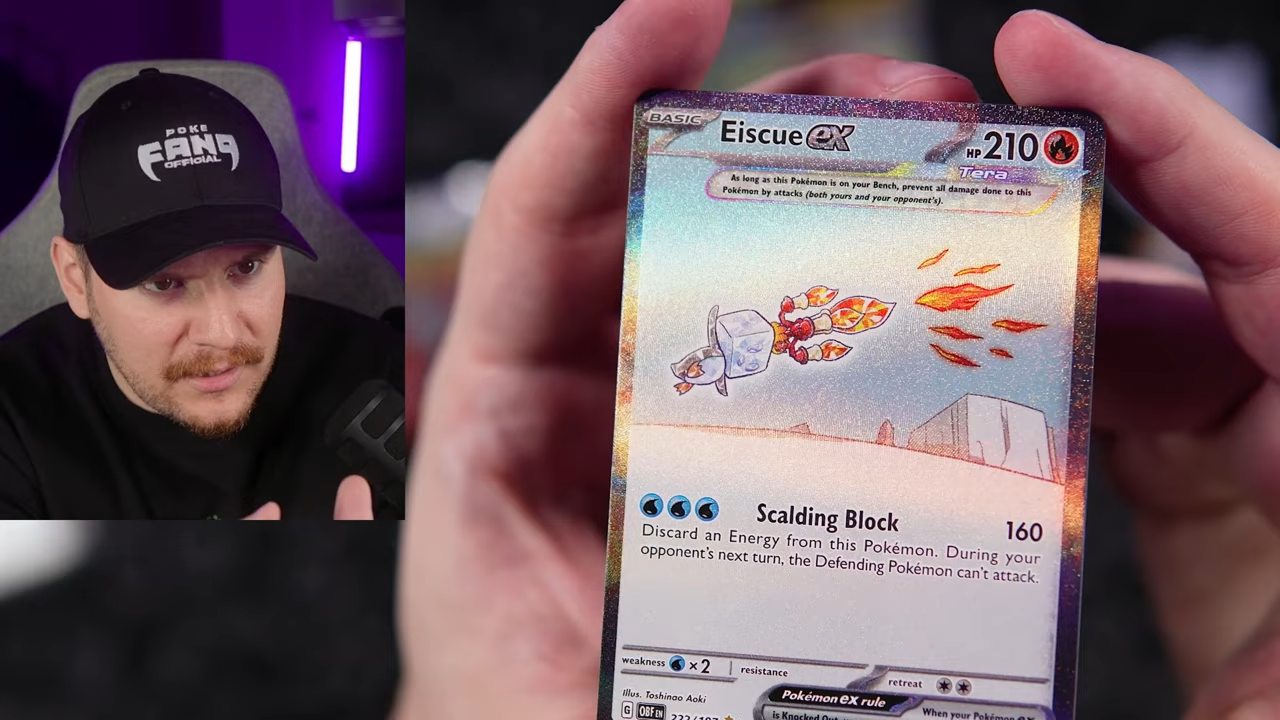 POKE
FANG
OFFICIAL
BASIC
Eiscue ex
HP 210
Tera
As long as this Pokémon is on your Bench, prevent all damage done to this
Pokémon by attacks (both yours and your opponent's).
Scalding Block 160
Discard an Energy from this Pokémon. During your
opponent's next turn, the Defending Pokémon can't attack.
weakness ×2 resistance
retreat
Illus. Toshinao Aoki
Pokémon ex rule
G OBF EN
When your Pokémon ex
is Knocked Out